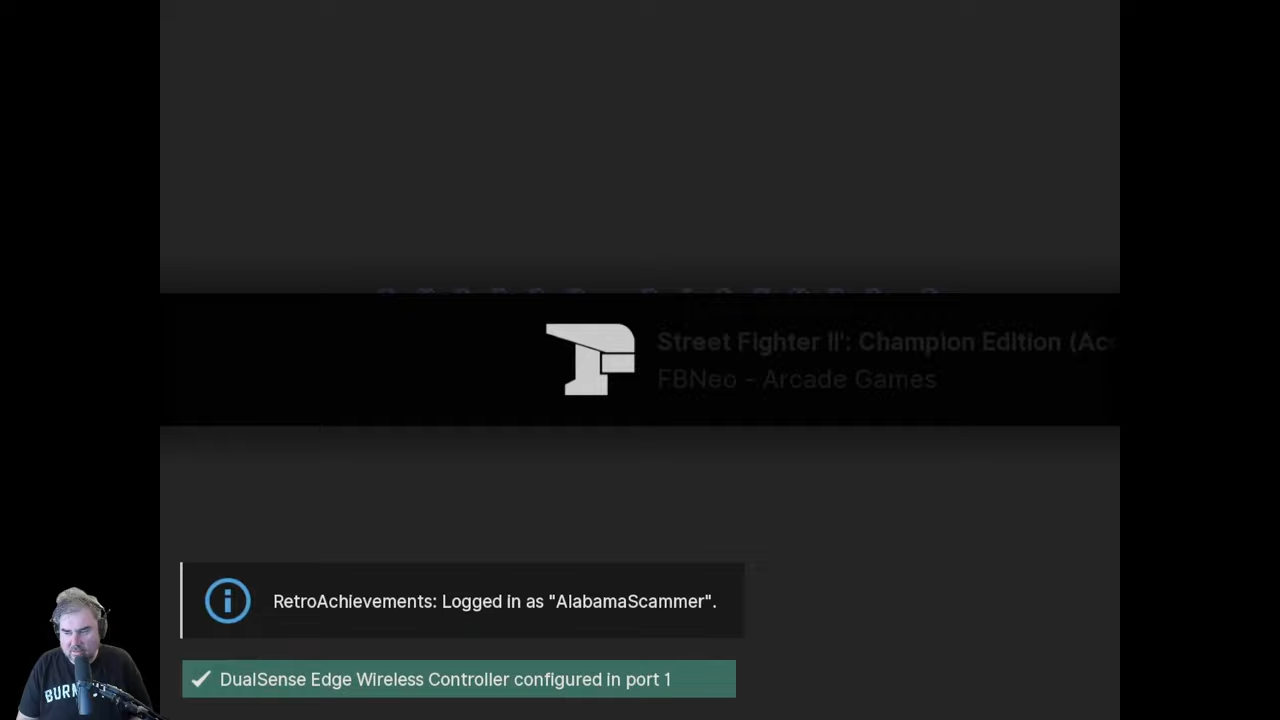 Street Fighter II': Champion Edition (Ac
FBNeo - Arcade Games
RetroAchievements: Logged in as "AlabamaScammer".
DualSense Edge Wireless Controller configured in port 1
BURN